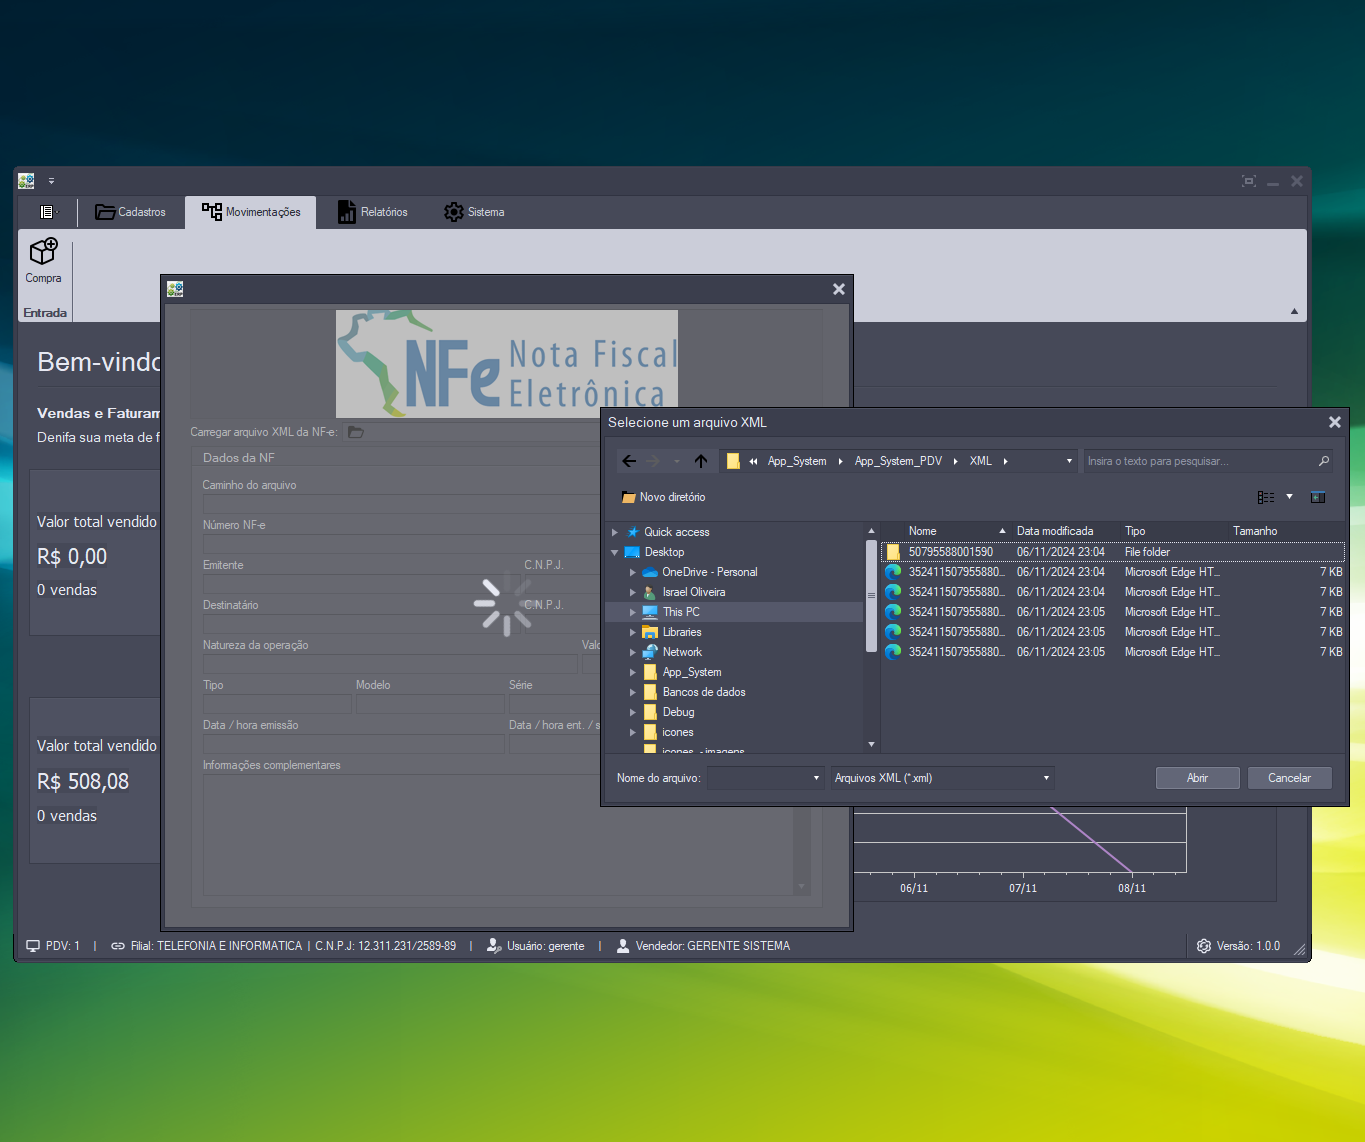 Cadastros
Movimentações
Relatórios
Sistema
Compra
Entrada
Bem-vindo
Vendas e Faturam
Denifa sua meta de f
Valor total vendido
R$ 0,00
0 vendas
Valor total vendido
R$ 508,08
0 vendas
NFe Nota Fiscal
Eletrônica
Carregar arquivo XML da NF-e:
Dados da NF
Caminho do arquivo
Número NF-e
Emitente C.N.P.J.
Destinatário C.N.P.J.
Natureza da operação Valo
Tipo Modelo Série
Data / hora emissão Data / hora ent. / s
Informações complementares
Selecione um arquivo XML
App_System App_System_PDV XML
Insira o texto para pesquisar...
Novo diretório
Quick access
Desktop
OneDrive - Personal
Israel Oliveira
This PC
Libraries
Network
App_System
Bancos de dados
Debug
icones
icones - imagens
Nome Data modificada Tipo Tamanho
50795588001590 06/11/2024 23:04 File folder
352411507955880... 06/11/2024 23:04 Microsoft Edge HT... 7 KB
352411507955880... 06/11/2024 23:04 Microsoft Edge HT... 7 KB
352411507955880... 06/11/2024 23:05 Microsoft Edge HT... 7 KB
352411507955880... 06/11/2024 23:05 Microsoft Edge HT... 7 KB
352411507955880... 06/11/2024 23:05 Microsoft Edge HT... 7 KB
Nome do arquivo: Arquivos XML (*.xml) Abrir Cancelar
06/11 07/11 08/11
PDV: 1 | Filial: TELEFONIA E INFORMATICA | C.N.P.J: 12.311.231/2589-89 | Usuário: gerente | Vendedor: GERENTE SISTEMA Versão: 1.0.0